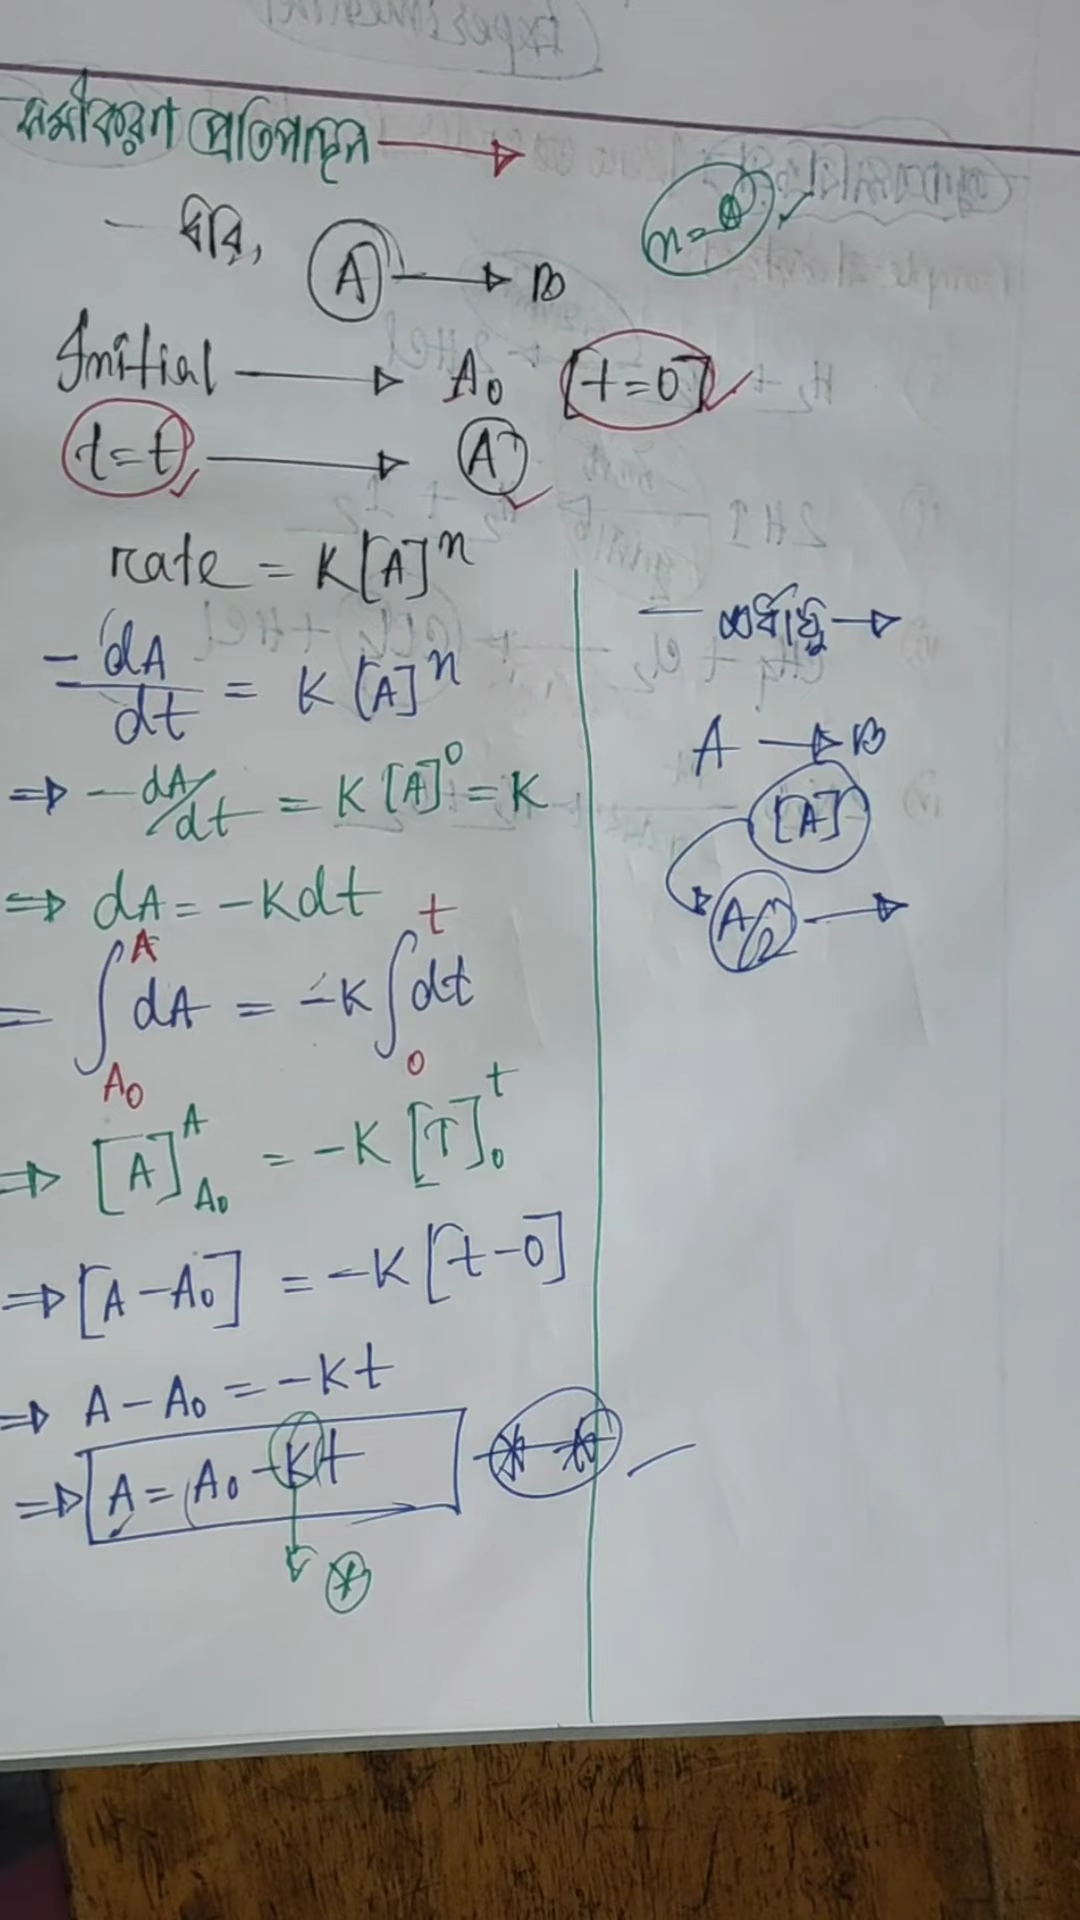 সমীকরণ প্রতিপাদন →
n=0
- ধরি, A → B
Initial → A₀ [t=0]
t=t → A
rate = K[A]ⁿ
-dA/dt = K[A]ⁿ
⇒ -dA/dt = K[A]⁰ = K
⇒ dA = -Kdt
= ∫_{A₀}^{A} dA = -K∫_{0}^{t} dt
⇒ [A]_{A₀}^{A} = -K[T]₀^{t}
⇒ [A-A₀] = -K[t-0]
⇒ A-A₀ = -Kt
⇒ A = A₀ - Kt
- অর্ধায়ু →
A → B
[A]
A/2 →